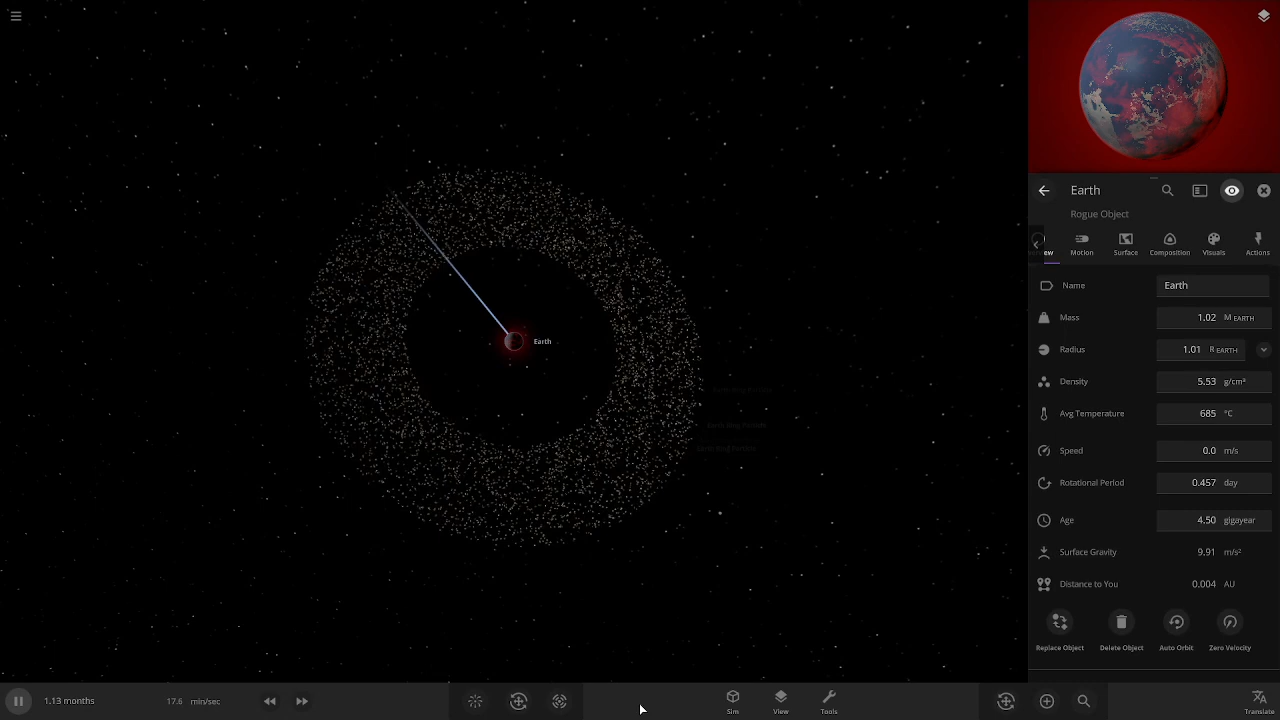 Earth
Earth
Rogue Object
ew
Motion
Surface
Composition
Visuals
Actions
Name Earth
Mass 1.02 M EARTH
Radius 1.01 R EARTH
Density 5.53 g/cm³
Avg Temperature 685 °C
Speed 0.0 m/s
Rotational Period 0.457 day
Age 4.50 gigayear
Surface Gravity 9.91 m/s²
Distance to You 0.004 AU
Replace Object
Delete Object
Auto Orbit
Zero Velocity
1.13 months
17.6 min/sec
Sim
View
Tools
Translate